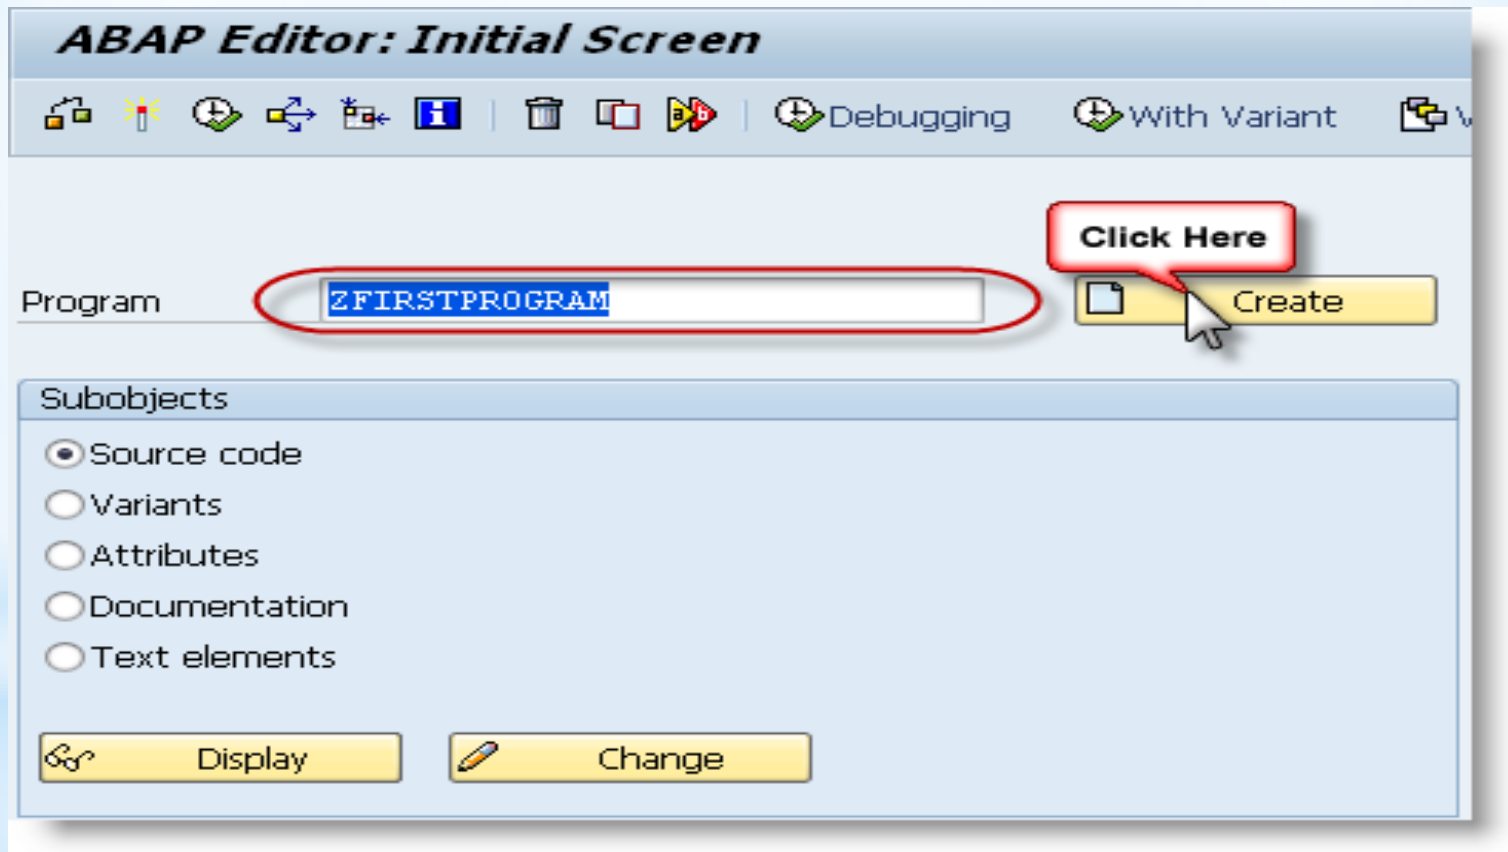 ABAP Editor: Initial Screen
Debugging With Variant V
Click Here
Program ZFIRSTPROGRAM Create
Subobjects
Source code
Variants
Attributes
Documentation
Text elements
Display Change